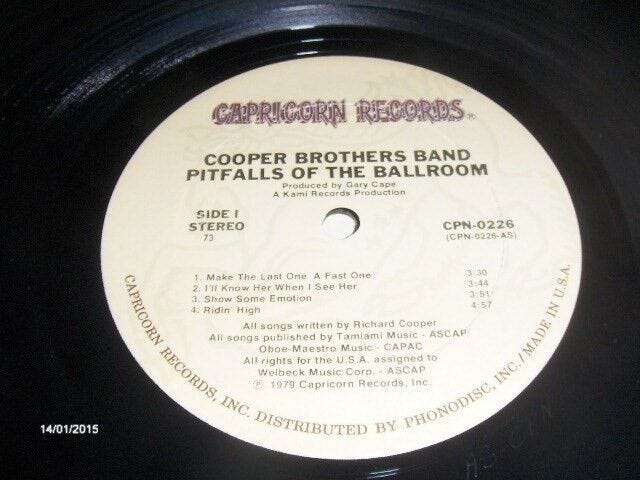 CAPRICORN RECORDS®
COOPER BROTHERS BAND
PITFALLS OF THE BALLROOM
Produced by Gary Cape
A Kami Records Production
SIDE I
STEREO
73
CPN-0226
(CPN-0226-AS)
1. Make The Last One A Fast One 3:30
2. I'll Know Her When I See Her 3:44
3. Show Some Emotion 3:51
4. Ridin' High 4:57
All songs written by Richard Cooper
All songs published by Tamiami Music - ASCAP
Oboe-Maestro Music - CAPAC
All rights for the U.S.A. assigned to
Welbeck Music Corp. - ASCAP
Ⓟ 1979 Capricorn Records, Inc.
CAPRICORN RECORDS, INC. DISTRIBUTED BY PHONODISC, INC./MADE IN U.S.A.
14/01/2015